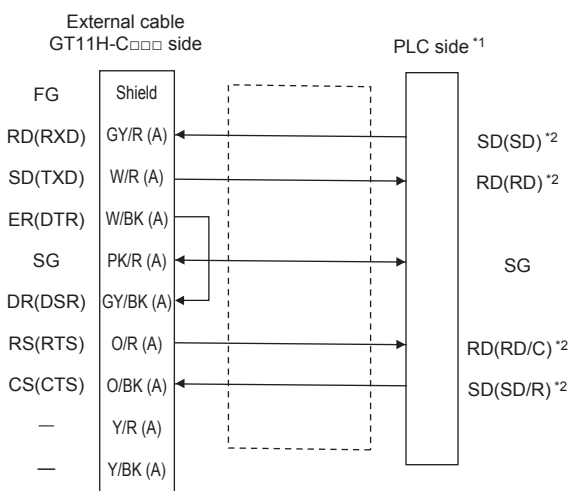 External cable
GT11H-C□□□ side
PLC side *1
FG Shield
RD(RXD) GY/R (A) SD(SD) *2
SD(TXD) W/R (A) RD(RD) *2
ER(DTR) W/BK (A)
SG PK/R (A) SG
DR(DSR) GY/BK (A)
RS(RTS) O/R (A) RD(RD/C) *2
CS(CTS) O/BK (A) SD(SD/R) *2
— Y/R (A)
— Y/BK (A)